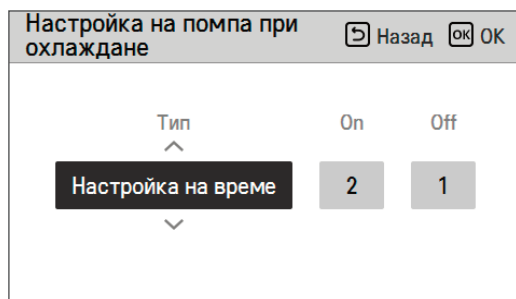 Настройка на помпа при
охлаждане
Назад OK OK
Тип On Off
Настройка на време 2 1